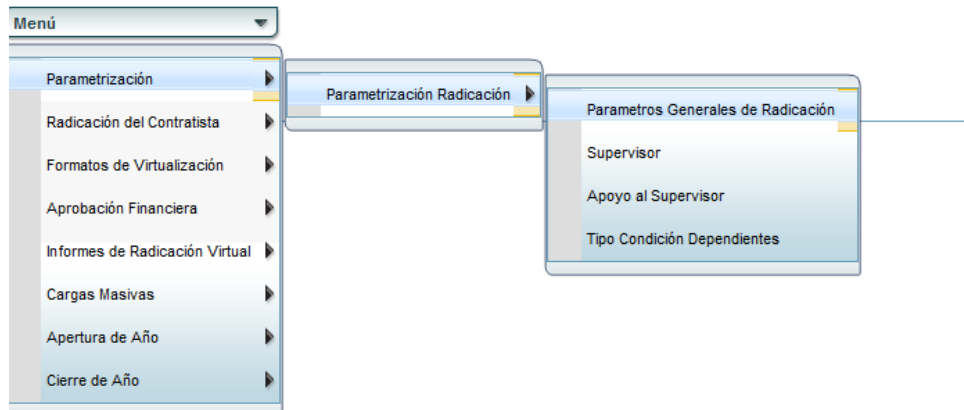 Menú
Parametrización
Radicación del Contratista
Formatos de Virtualización
Aprobación Financiera
Informes de Radicación Virtual
Cargas Masivas
Apertura de Año
Cierre de Año
Parametrización Radicación
Parametros Generales de Radicación
Supervisor
Apoyo al Supervisor
Tipo Condición Dependientes